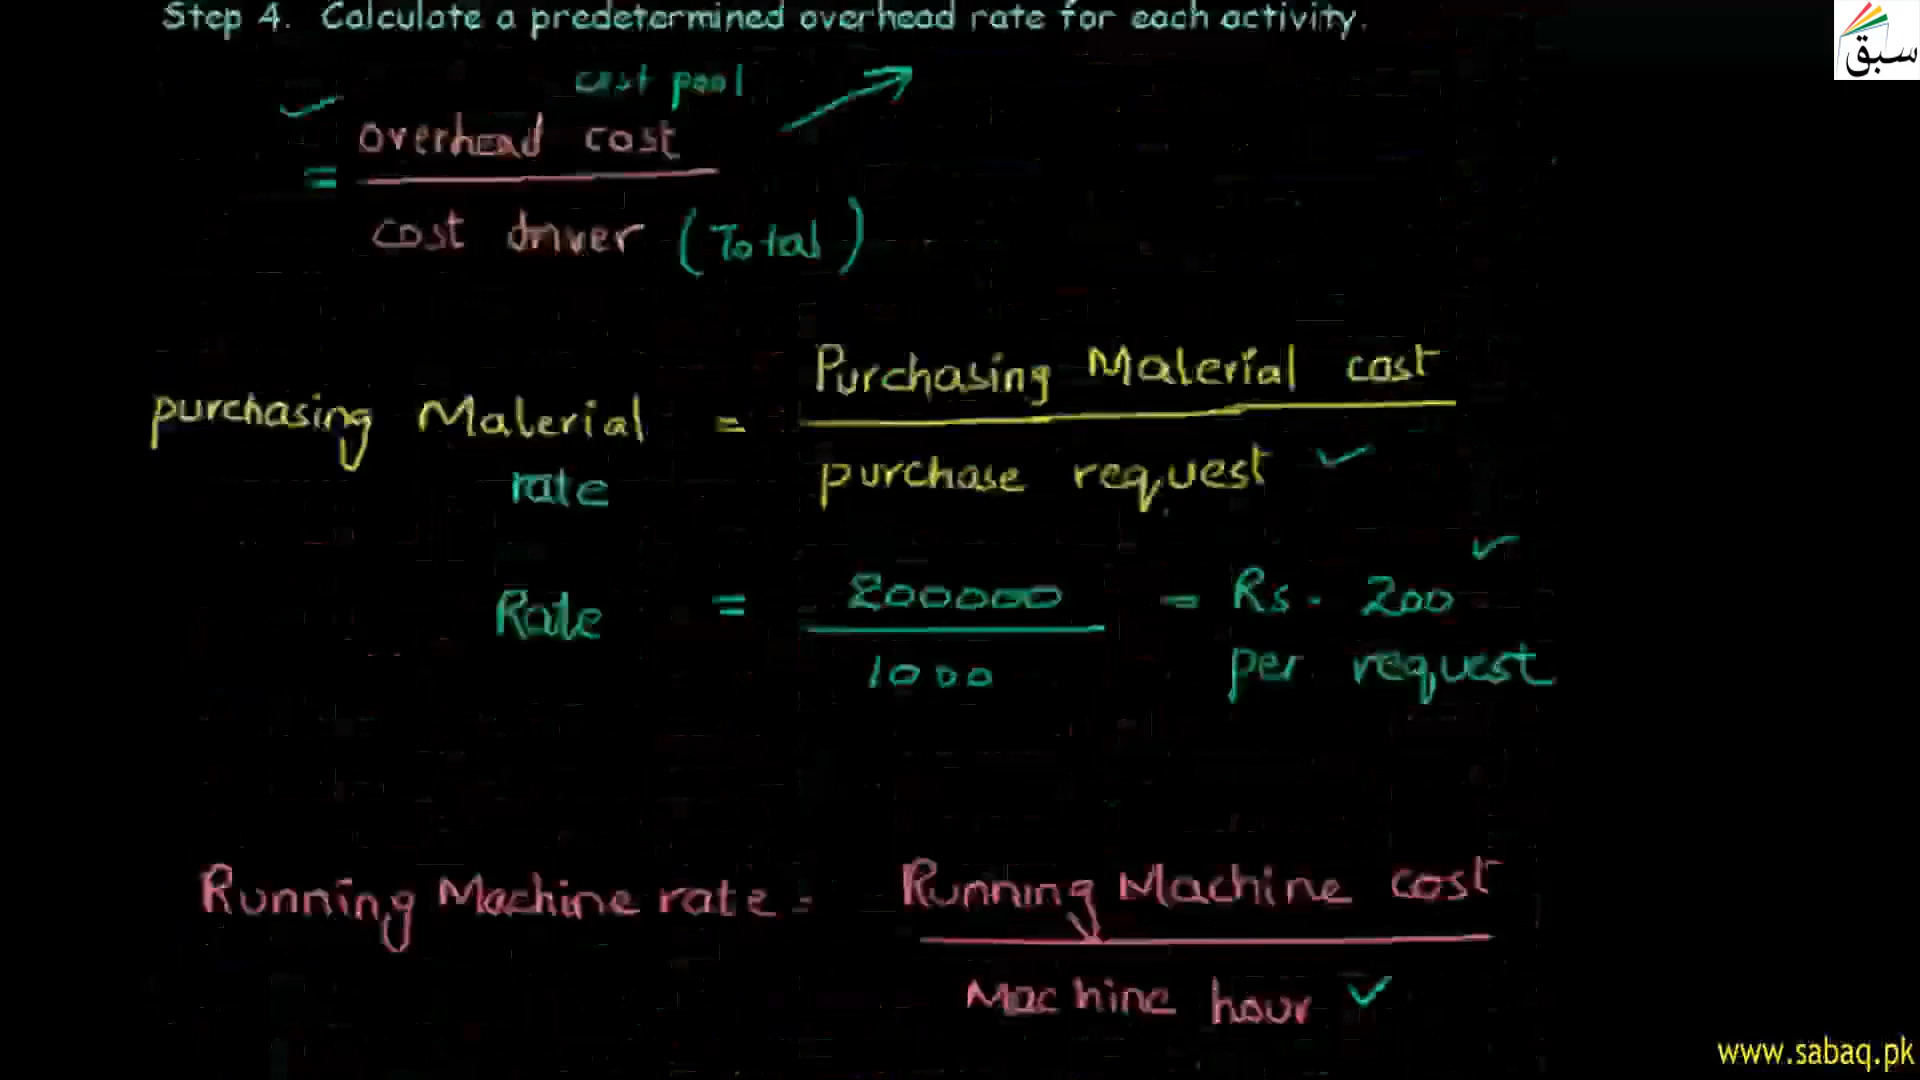 Step 4. Calculate a predetermined overhead rate for each activity.
سبق
cost pool
= overhead cost
cost driver (Total)
purchasing Material rate = Purchasing Material cost
purchase request
Rate = 200000 = Rs. 200
1000 per request
Running Machine rate = Running Machine cost
Machine hour
www.sabaq.pk